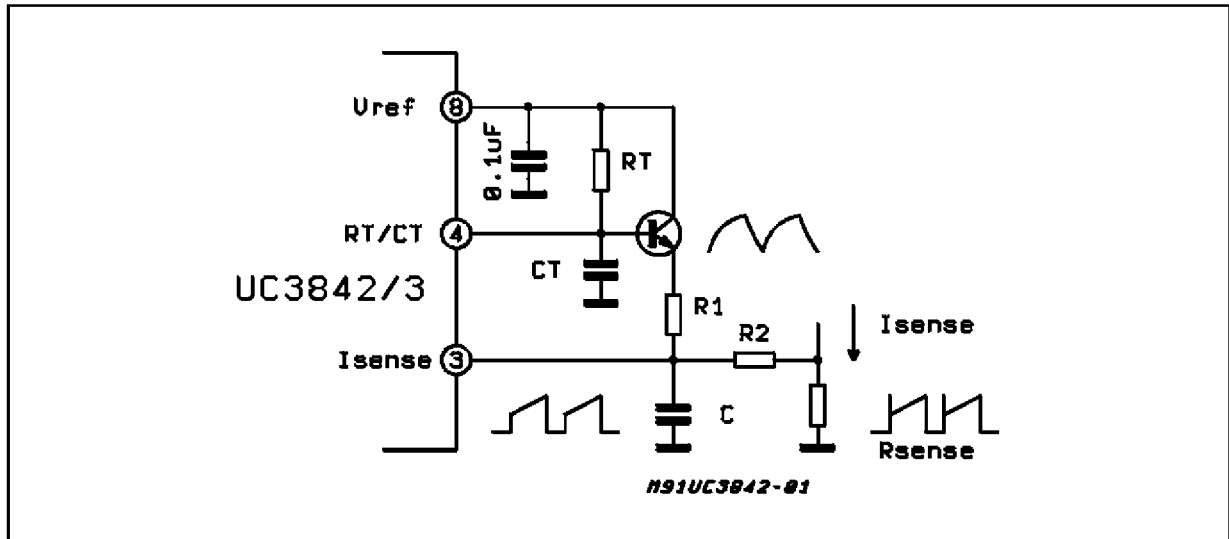 Vref 8
0.1uF
RT
RT/CT 4
CT
UC3842/3
R1
Isense
R2
Isense 3
C
Rsense
M91UC3842-01